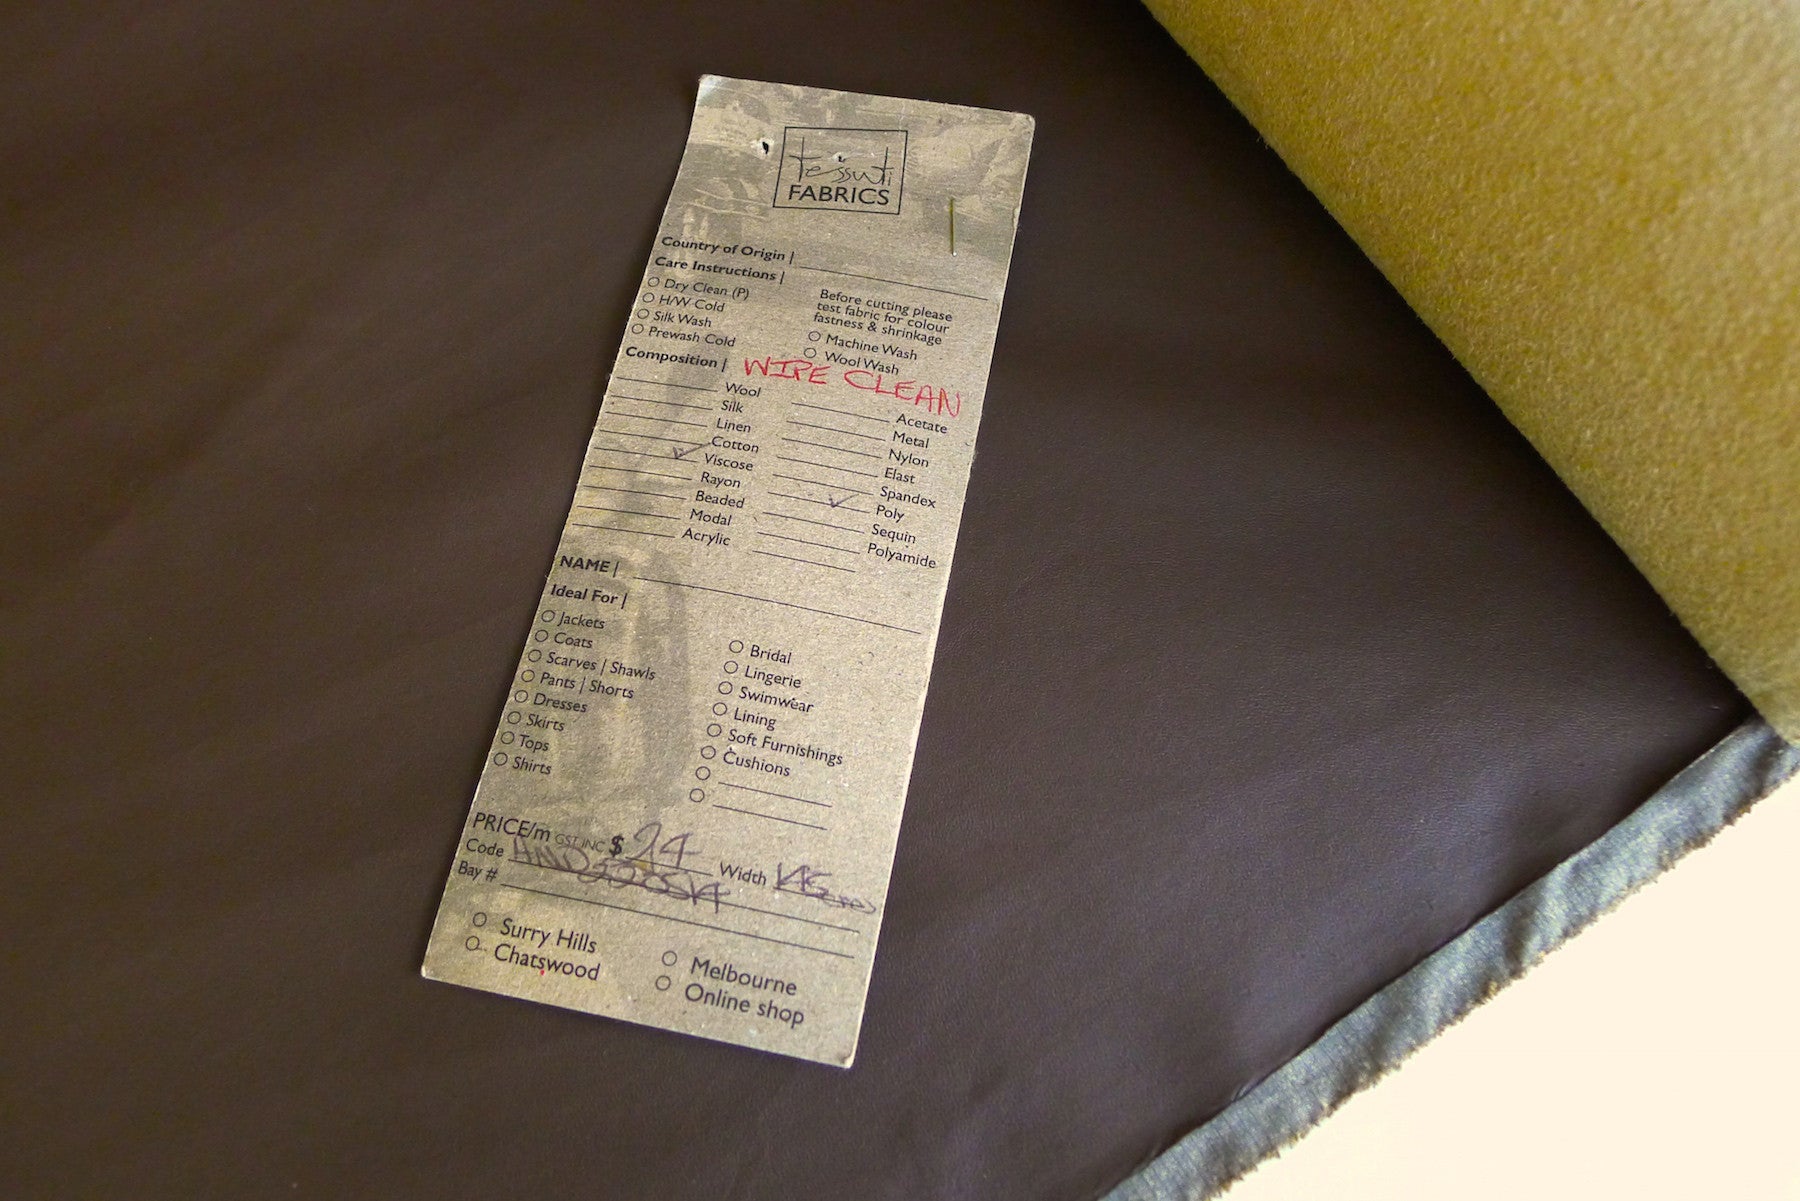 tessuti
FABRICS
Country of Origin |
Care Instructions |
Dry Clean (P)
H/W Cold
Silk Wash
Prewash Cold
Before cutting please
test fabric for colour
fastness & shrinkage
Machine Wash
Wool Wash
Composition | WIPE CLEAN
Wool
Silk
Linen
Cotton
Viscose
Rayon
Beaded
Modal
Acrylic
Acetate
Metal
Nylon
Elast
Spandex
Poly
Sequin
Polyamide
NAME |
Ideal For |
Jackets
Coats
Scarves | Shawls
Pants | Shorts
Dresses
Skirts
Tops
Shirts
Bridal
Lingerie
Swimwear
Lining
Soft Furnishings
Cushions
PRICE/m GST INC $ 24
Code
Width
Bay #
Surry Hills
Chatswood
Melbourne
Online shop